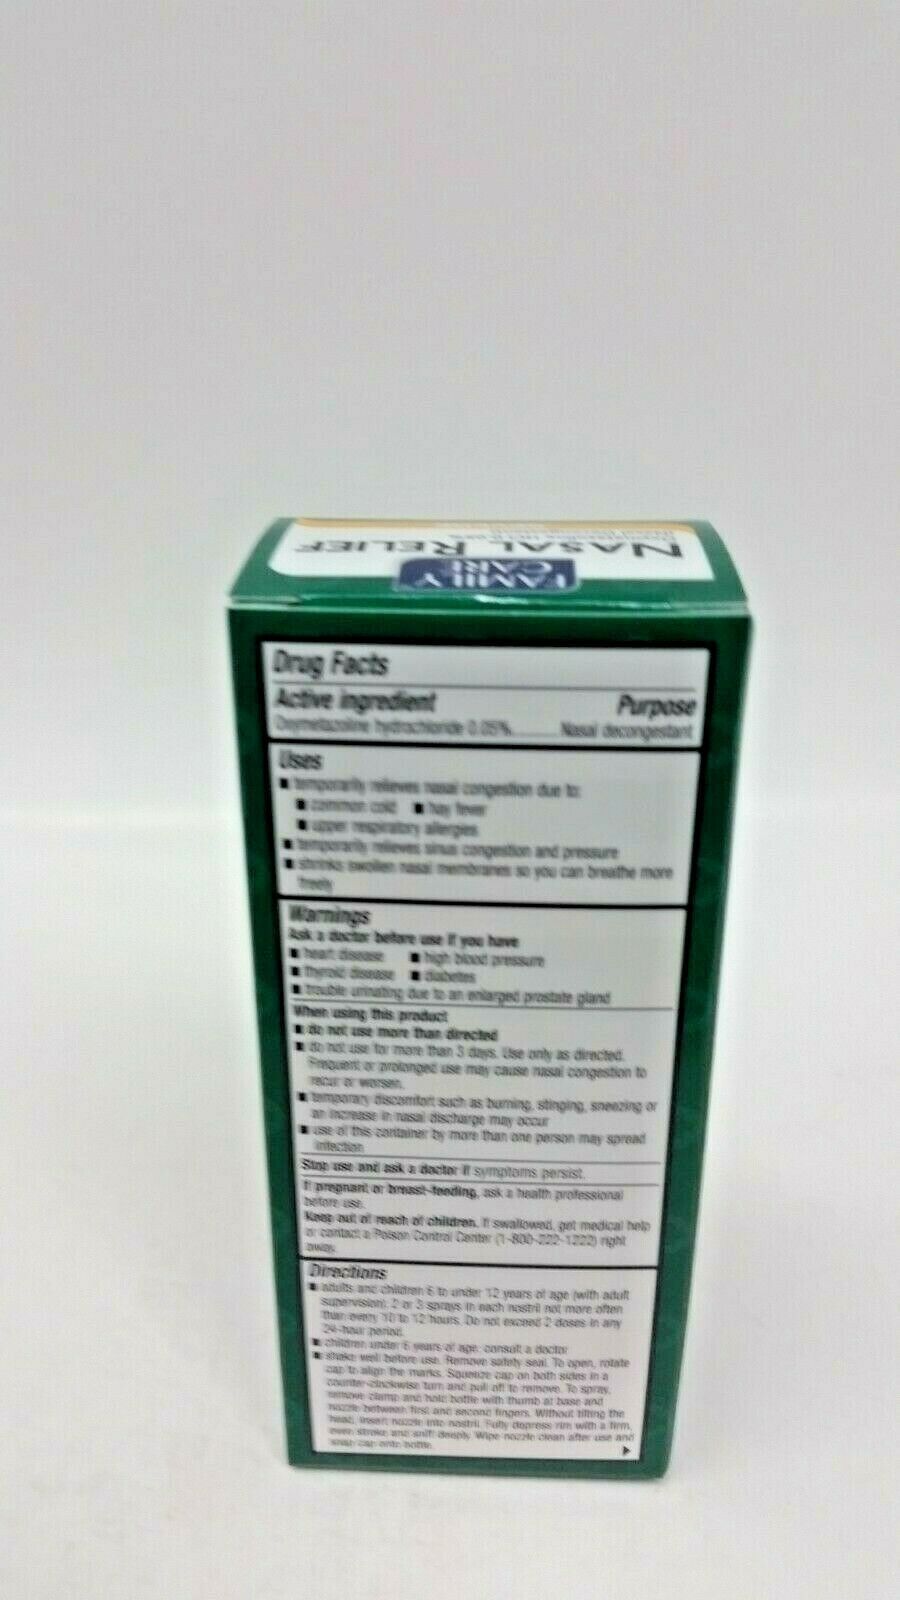 NASAL RELIEF
FAMILY
CARE
Drug Facts
Active ingredient Purpose
Oxymetazoline hydrochloride 0.05%..........Nasal decongestant
Uses
■ temporarily relieves nasal congestion due to:
■ common cold ■ hay fever
■ upper respiratory allergies
■ temporarily relieves sinus congestion and pressure
■ shrinks swollen nasal membranes so you can breathe more
freely
Warnings
Ask a doctor before use if you have
■ heart disease ■ high blood pressure
■ thyroid disease ■ diabetes
■ trouble urinating due to an enlarged prostate gland
When using this product
■ do not use more than directed
■ do not use for more than 3 days. Use only as directed.
Frequent or prolonged use may cause nasal congestion to
recur or worsen.
■ temporary discomfort such as burning, stinging, sneezing or
an increase in nasal discharge may occur
■ use of this container by more than one person may spread
infection
Stop use and ask a doctor if symptoms persist.
If pregnant or breast-feeding, ask a health professional
before use.
Keep out of reach of children. If swallowed, get medical help
or contact a Poison Control Center (1-800-222-1222) right
away.
Directions
■ adults and children 6 to under 12 years of age (with adult
supervision): 2 or 3 sprays in each nostril not more often
than every 10 to 12 hours. Do not exceed 2 doses in any
24-hour period.
■ children under 6 years of age: consult a doctor
■ shake well before use. Remove safety seal. To open, rotate
cap to align the marks. Squeeze cap on both sides in a
counter-clockwise turn and pull off to remove. To spray,
remove clamp and hold bottle with thumb at base and
nozzle between first and second fingers. Without tilting the
head, insert nozzle into nostril. Fully depress rim with a firm,
even stroke and sniff deeply. Wipe nozzle clean after use and
snap cap onto bottle.